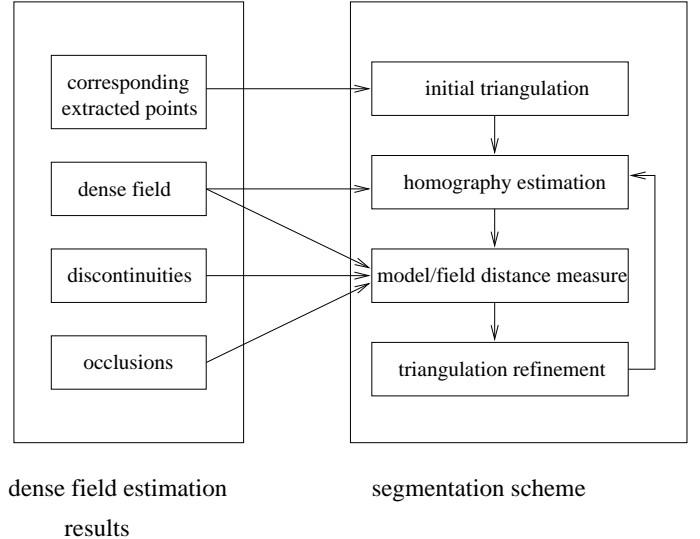 corresponding
extracted points
dense field
discontinuities
occlusions
initial triangulation
homography estimation
model/field distance measure
triangulation refinement
dense field estimation
results
segmentation scheme